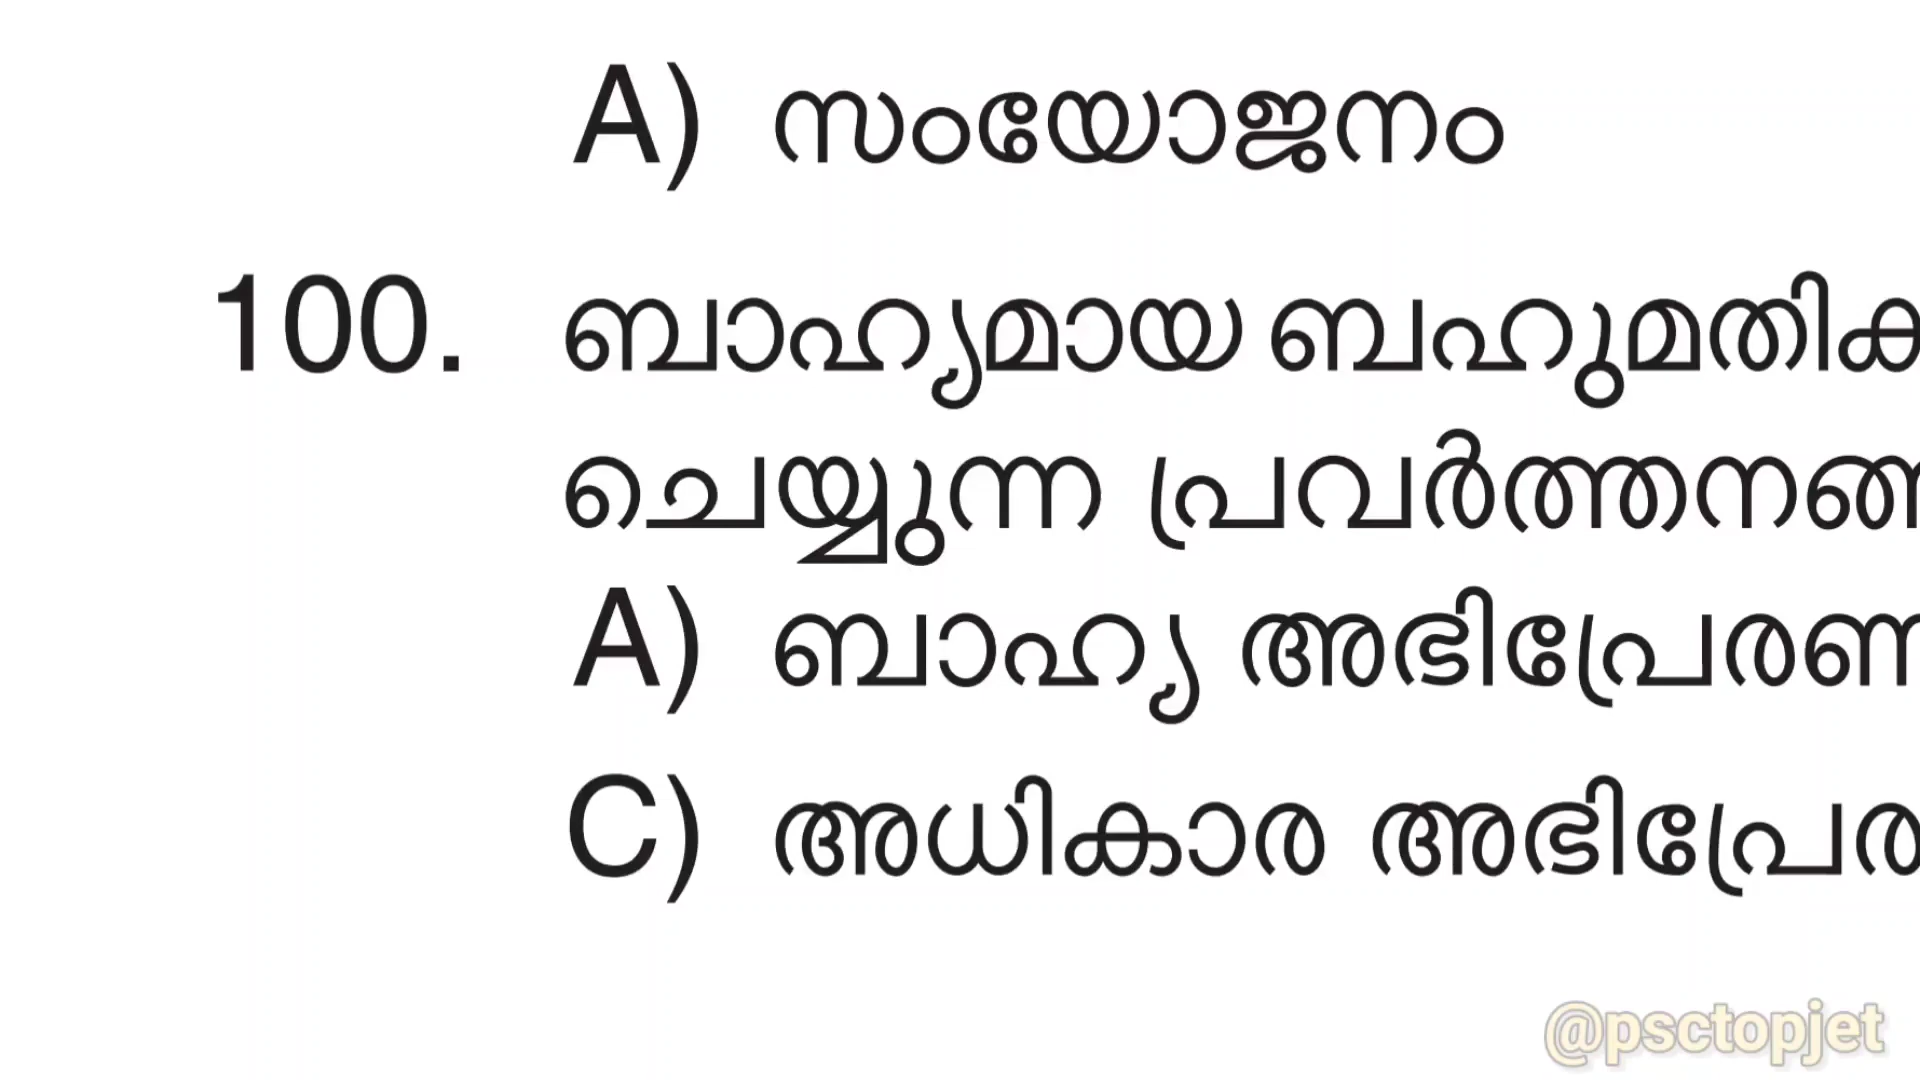 A) സംയോജനം
100. ബാഹ്യമായ ബഹുമതിക
ചെയ്യുന്ന പ്രവർത്തനങ്ങ
A) ബാഹ്യ അഭിപ്രേരണ
C) അധികാര അഭിപ്രേര
@psctopjet